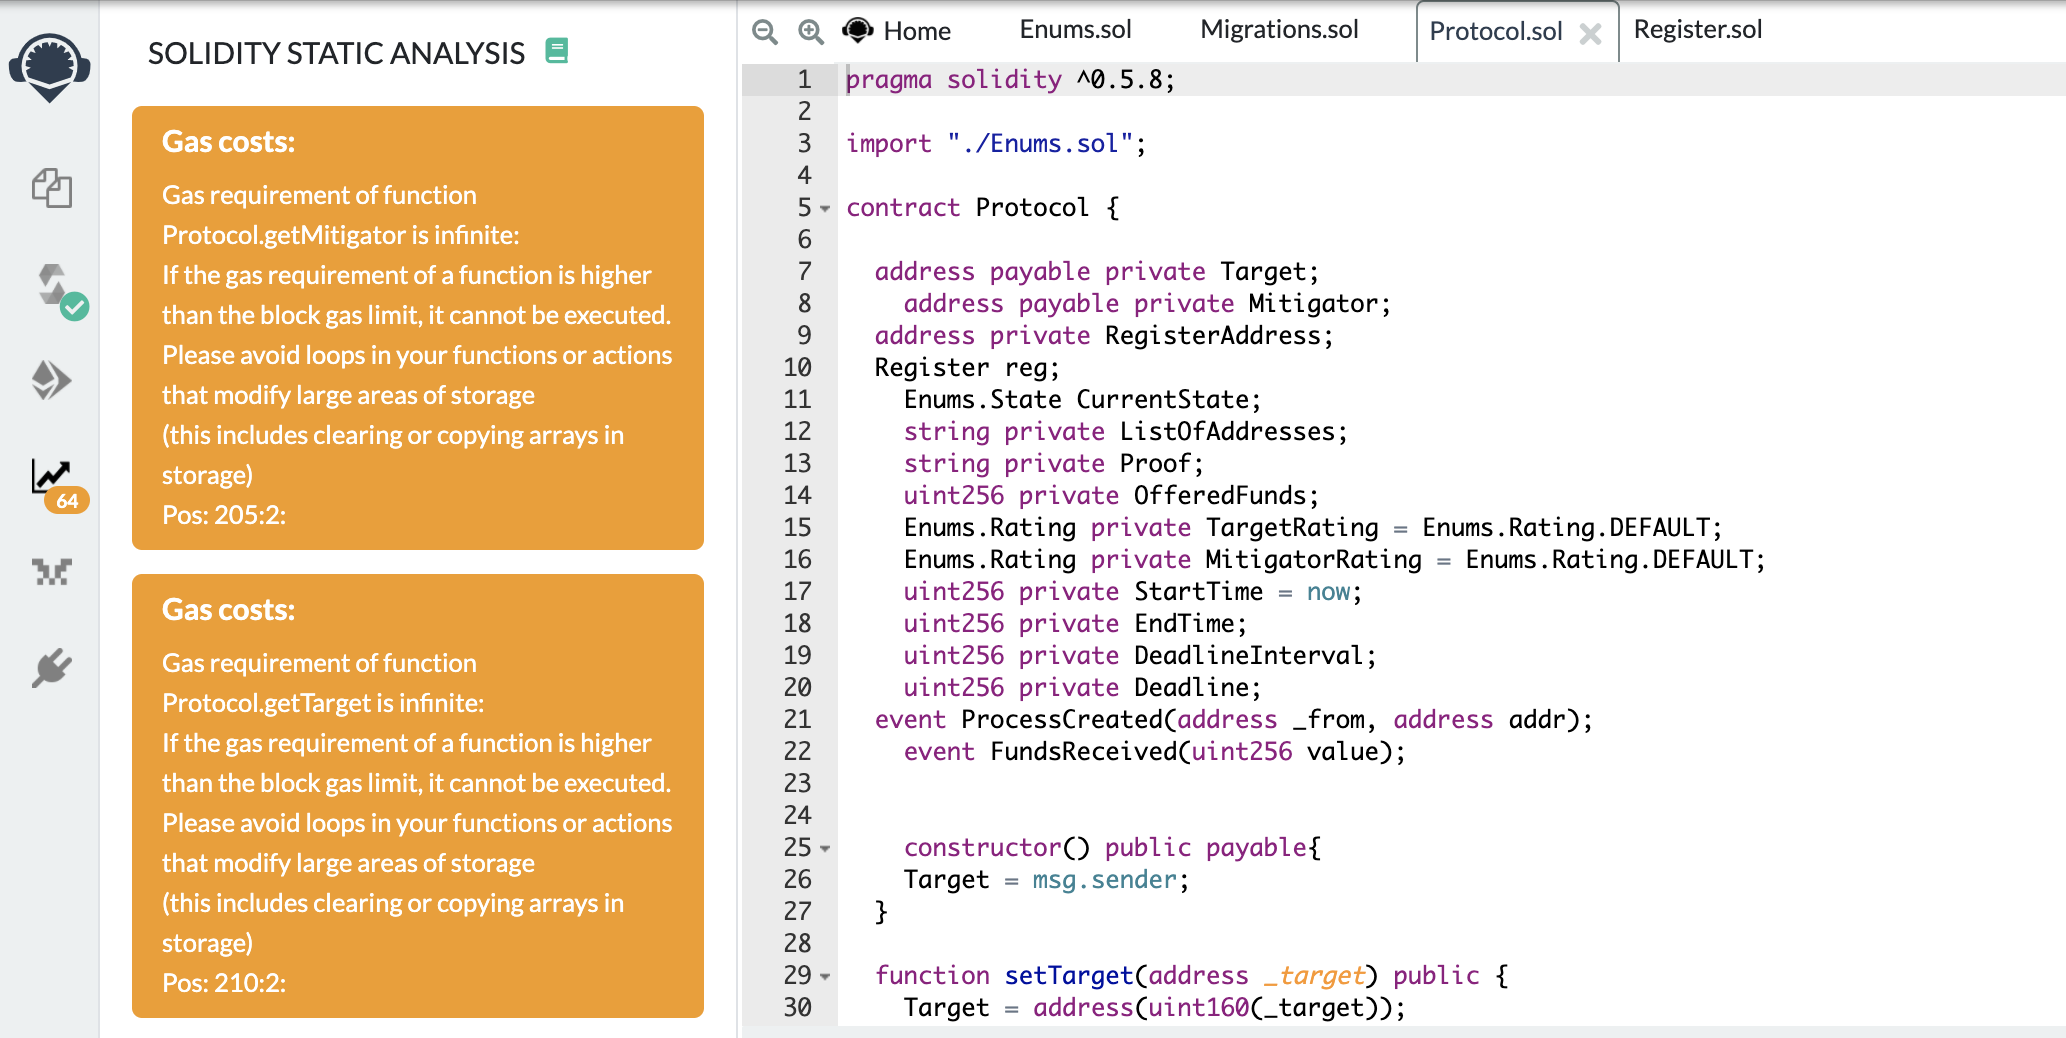 SOLIDITY STATIC ANALYSIS
Gas costs:
Gas requirement of function
Protocol.getMitigator is infinite:
If the gas requirement of a function is higher
than the block gas limit, it cannot be executed.
Please avoid loops in your functions or actions
that modify large areas of storage
(this includes clearing or copying arrays in
storage)
Pos: 205:2:
Gas costs:
Gas requirement of function
Protocol.getTarget is infinite:
If the gas requirement of a function is higher
than the block gas limit, it cannot be executed.
Please avoid loops in your functions or actions
that modify large areas of storage
(this includes clearing or copying arrays in
storage)
Pos: 210:2:
64
Home Enums.sol Migrations.sol Protocol.sol Register.sol
1 pragma solidity ^0.5.8;
2
3 import "./Enums.sol";
4
5 contract Protocol {
6
7 address payable private Target;
8 address payable private Mitigator;
9 address private RegisterAddress;
10 Register reg;
11 Enums.State CurrentState;
12 string private ListOfAddresses;
13 string private Proof;
14 uint256 private OfferedFunds;
15 Enums.Rating private TargetRating = Enums.Rating.DEFAULT;
16 Enums.Rating private MitigatorRating = Enums.Rating.DEFAULT;
17 uint256 private StartTime = now;
18 uint256 private EndTime;
19 uint256 private DeadlineInterval;
20 uint256 private Deadline;
21 event ProcessCreated(address _from, address addr);
22 event FundsReceived(uint256 value);
23
24
25 constructor() public payable{
26 Target = msg.sender;
27 }
28
29 function setTarget(address _target) public {
30 Target = address(uint160(_target));